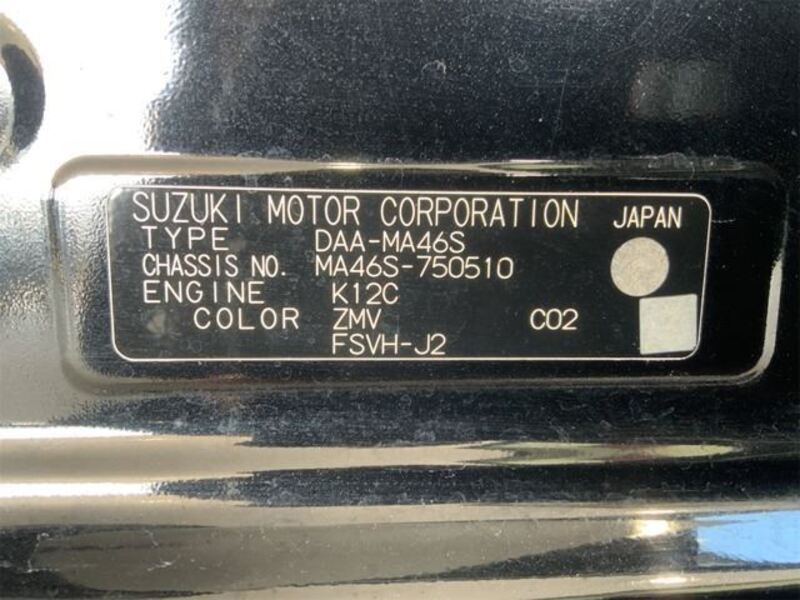 SUZUKI MOTOR CORPORATION JAPAN
TYPE DAA-MA46S
CHASSIS NO. MA46S-750510
ENGINE K12C
COLOR ZMV C02
FSVH-J2